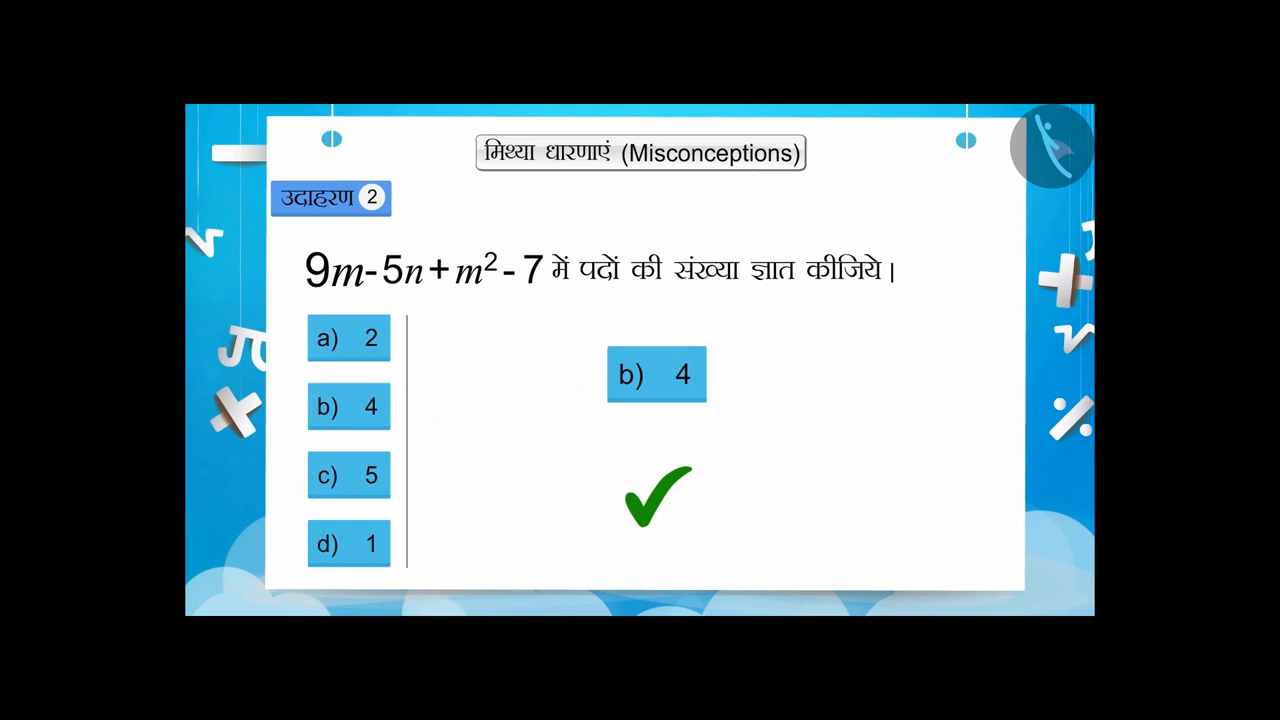 मिथ्या धारणाएं (Misconceptions)
उदाहरण 2
9m- 5n + m² - 7 में पदों की संख्या ज्ञात कीजिये।
a) 2
b) 4
c) 5
d) 1
b) 4